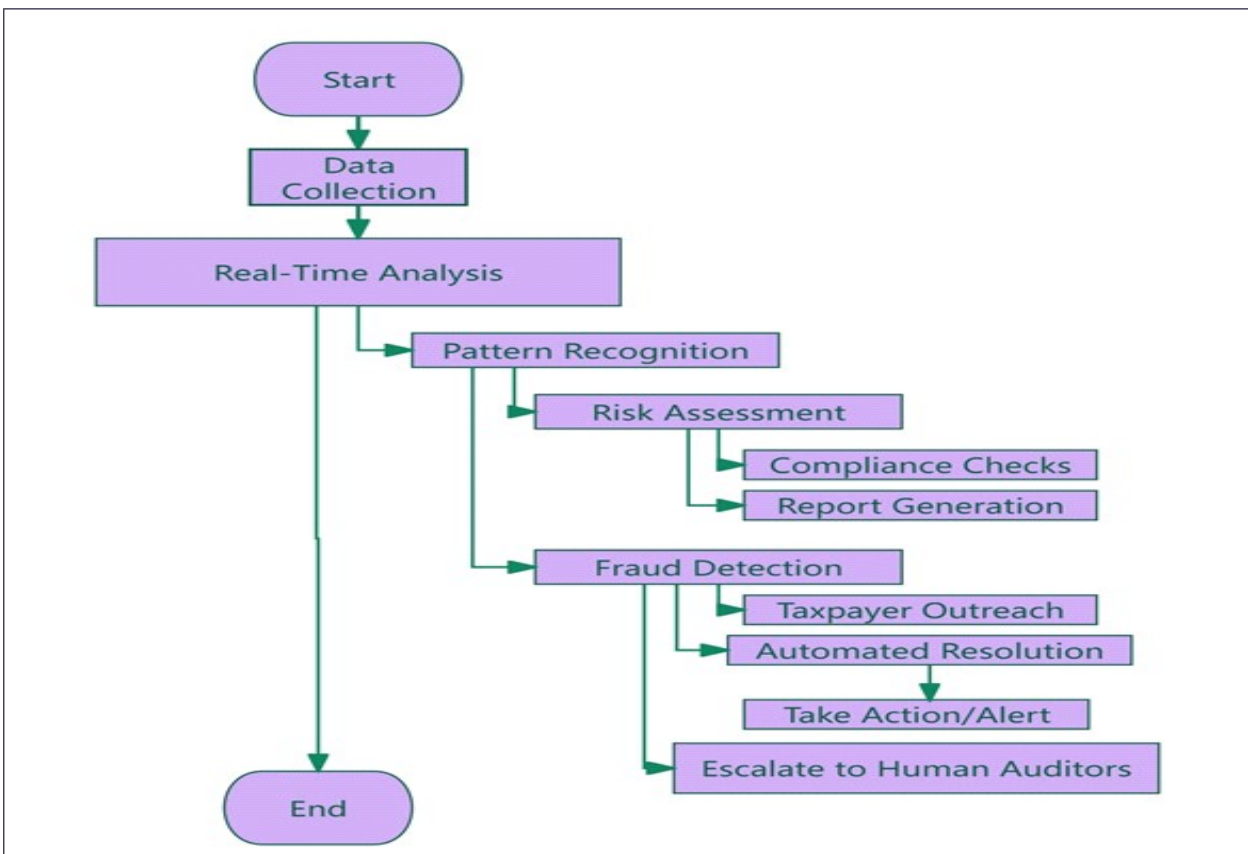 Start
Data
Collection
Real-Time Analysis
Pattern Recognition
Risk Assessment
Compliance Checks
Report Generation
Fraud Detection
Taxpayer Outreach
Automated Resolution
Take Action/Alert
Escalate to Human Auditors
End